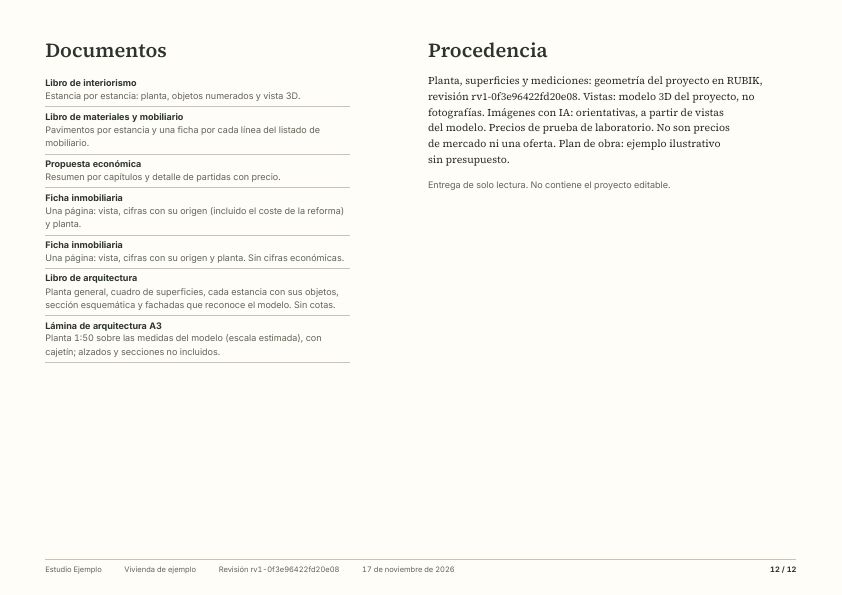 Documentos
Libro de interiorismo
Estancia por estancia: planta, objetos numerados y vista 3D.
Libro de materiales y mobiliario
Pavimentos por estancia y una ficha por cada línea del listado de
mobiliario.
Propuesta económica
Resumen por capítulos y detalle de partidas con precio.
Ficha inmobiliaria
Una página: vista, cifras con su origen (incluido el coste de la reforma)
y planta.
Ficha inmobiliaria
Una página: vista, cifras con su origen y planta. Sin cifras económicas.
Libro de arquitectura
Planta general, cuadro de superficies, cada estancia con sus objetos,
sección esquemática y fachadas que reconoce el modelo. Sin cotas.
Lámina de arquitectura A3
Planta 1:50 sobre las medidas del modelo (escala estimada), con
cajetín; alzados y secciones no incluidos.
Procedencia
Planta, superficies y mediciones: geometría del proyecto en RUBIK,
revisión rv1-0f3e96422fd20e08. Vistas: modelo 3D del proyecto, no
fotografías. Imágenes con IA: orientativas, a partir de vistas
del modelo. Precios de prueba de laboratorio. No son precios
de mercado ni una oferta. Plan de obra: ejemplo ilustrativo
sin presupuesto.
Entrega de solo lectura. No contiene el proyecto editable.
Estudio Ejemplo Vivienda de ejemplo Revisión rv1-0f3e96422fd20e08 17 de noviembre de 2026 12 / 12